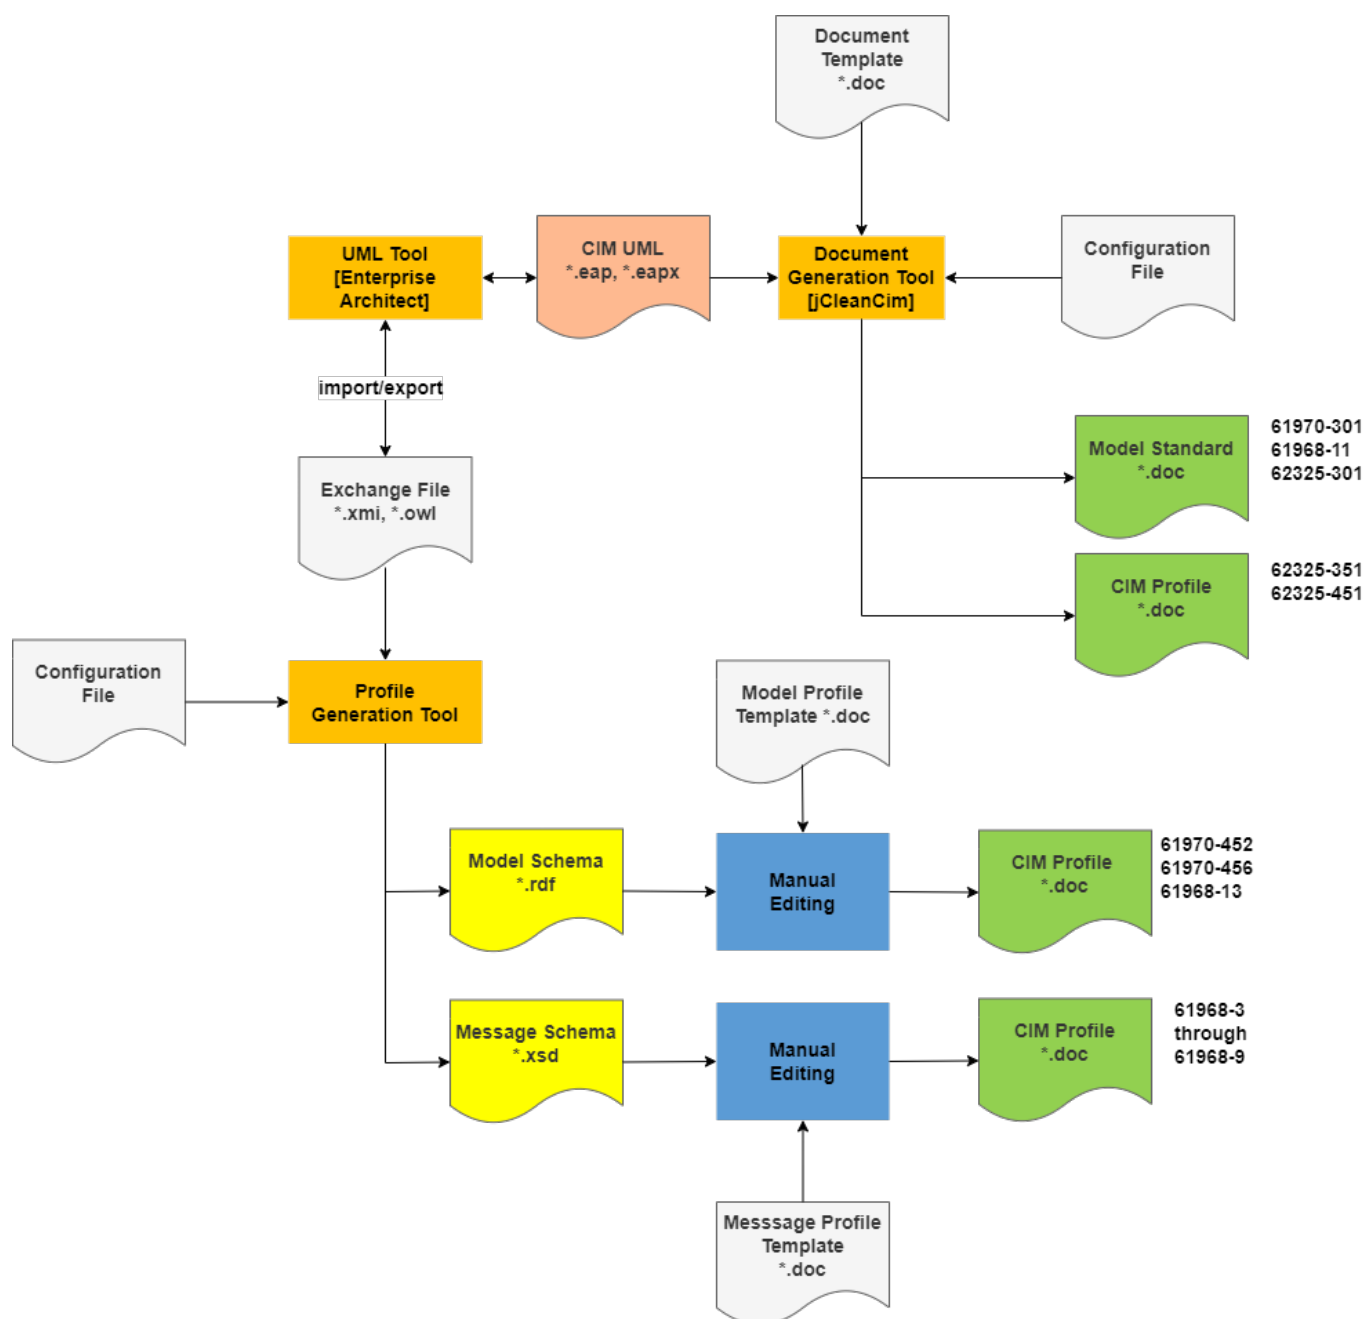 Document
Template
*.doc
UML Tool
[Enterprise
Architect]
CIM UML
*.eap, *.eapx
Document
Generation Tool
[jCleanCim]
Configuration
File
import/export
Model Standard
*.doc
61970-301
61968-11
62325-301
Exchange File
*.xmi, *.owl
CIM Profile
*.doc
62325-351
62325-451
Configuration
File
Profile
Generation Tool
Model Profile
Template *.doc
Model Schema
*.rdf
Manual
Editing
CIM Profile
*.doc
61970-452
61970-456
61968-13
Message Schema
*.xsd
Manual
Editing
CIM Profile
*.doc
61968-3
through
61968-9
Messsage Profile
Template
*.doc